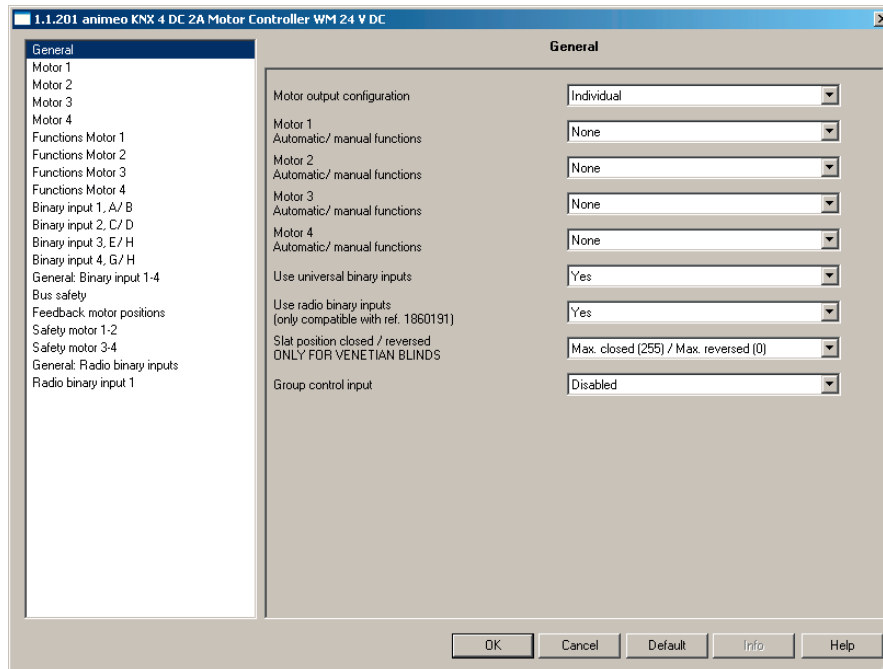 1.1.201 animeo KNX 4 DC 2A Motor Controller WM 24 V DC
General
Motor 1
Motor 2
Motor 3
Motor 4
Functions Motor 1
Functions Motor 2
Functions Motor 3
Functions Motor 4
Binary input 1, A/ B
Binary input 2, C/ D
Binary input 3, E/ H
Binary input 4, G/ H
General: Binary input 1-4
Bus safety
Feedback motor positions
Safety motor 1-2
Safety motor 3-4
General: Radio binary inputs
Radio binary input 1
General
Motor output configuration Individual
Motor 1
Automatic/ manual functions None
Motor 2
Automatic/ manual functions None
Motor 3
Automatic/ manual functions None
Motor 4
Automatic/ manual functions None
Use universal binary inputs Yes
Use radio binary inputs
(only compatible with ref. 1860191) Yes
Slat position closed / reversed
ONLY FOR VENETIAN BLINDS Max. closed (255) / Max. reversed (0)
Group control input Disabled
OK Cancel Default Info Help